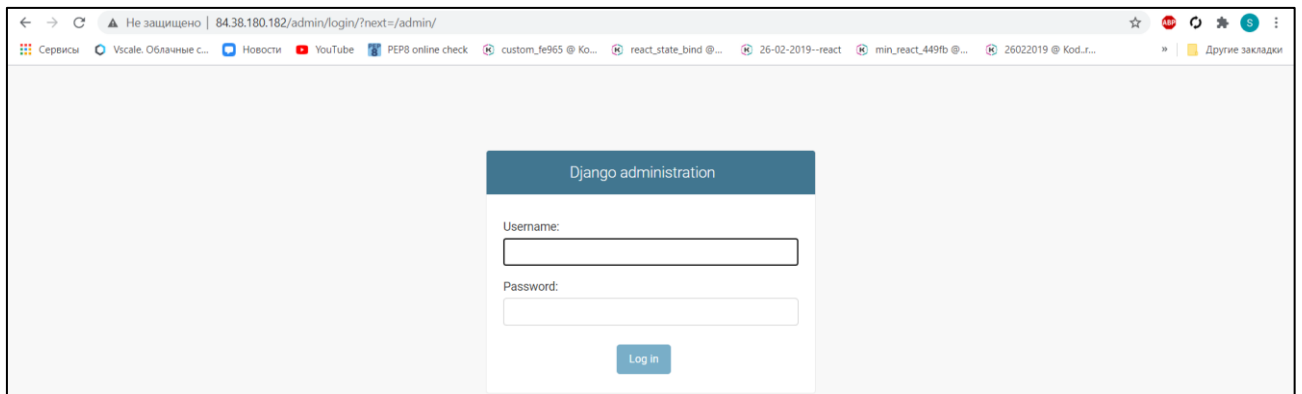 Не защищено | 84.38.180.182/admin/login/?next=/admin/
ABP S
Сервисы Vscale. Облачные с... Новости YouTube PEP8 online check custom_fe965 @ Ko... react_state_bind @... 26-02-2019--react min_react_449fb @... 26022019 @ Kod..r... » Другие закладки
Django administration
Username:
Password:
Log in